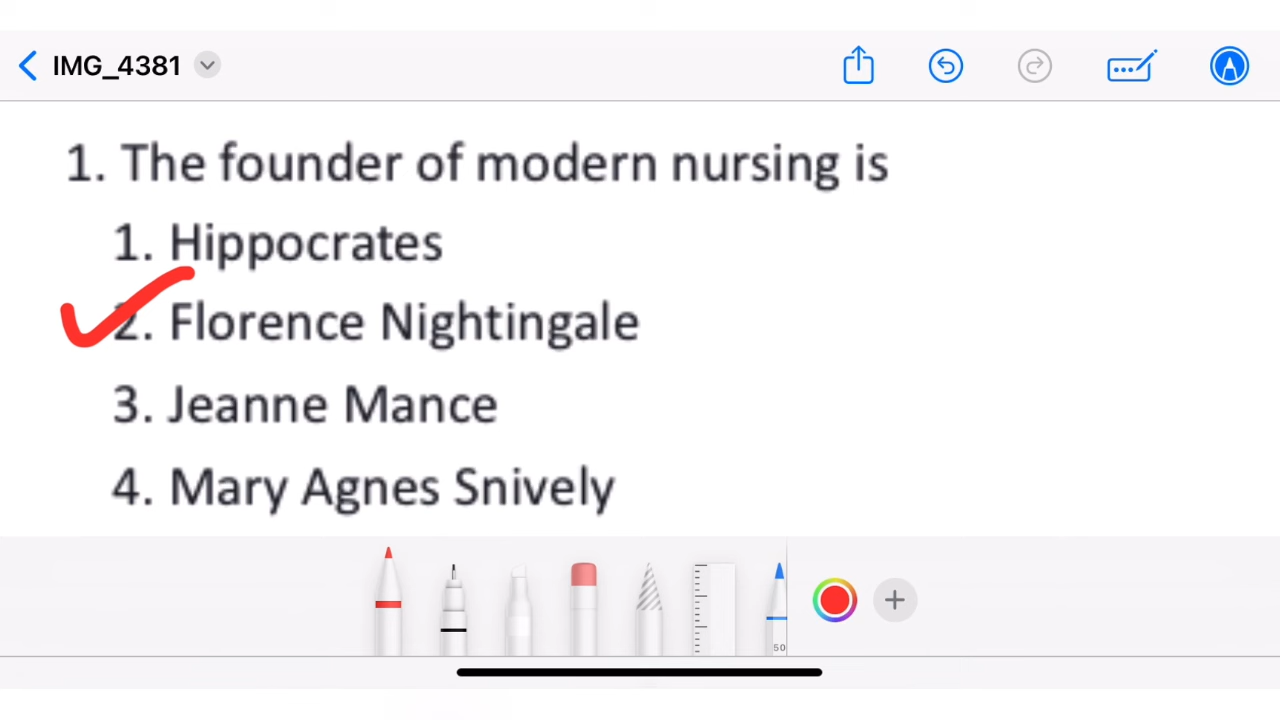 IMG_4381
1. The founder of modern nursing is
1. Hippocrates
2. Florence Nightingale
3. Jeanne Mance
4. Mary Agnes Snively
50